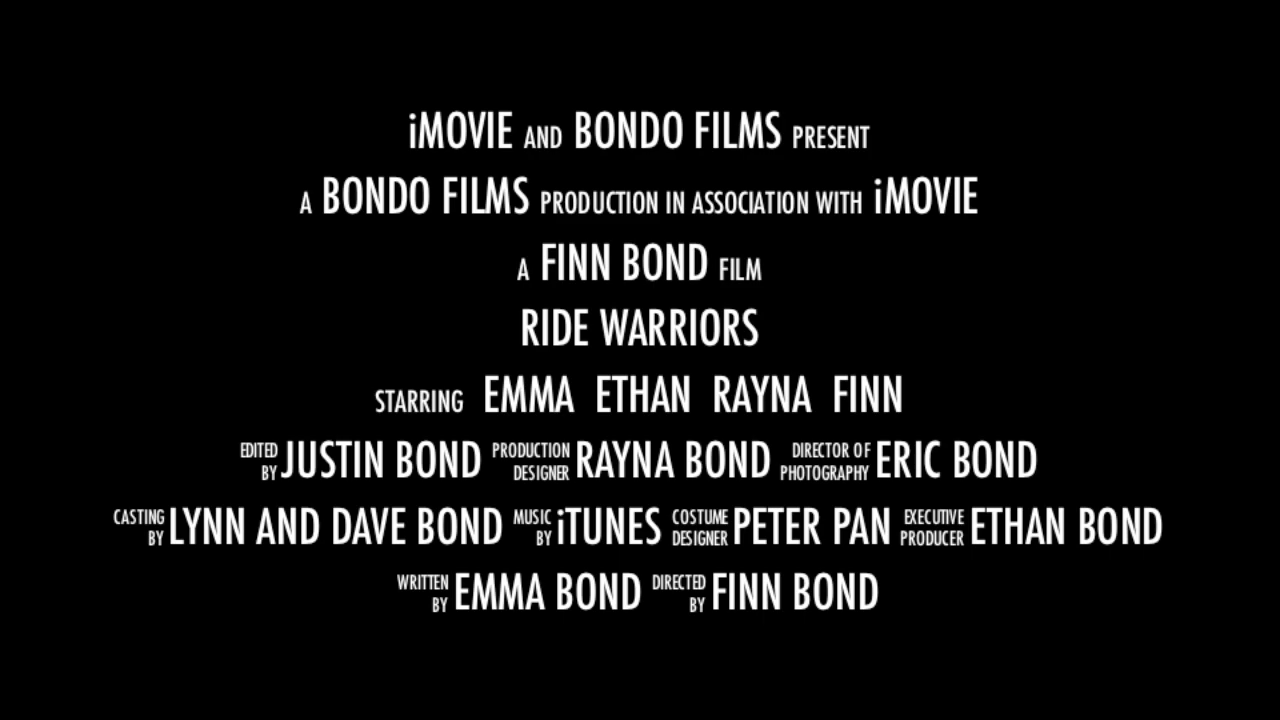 iMOVIE AND BONDO FILMS PRESENT
A BONDO FILMS PRODUCTION IN ASSOCIATION WITH iMOVIE
A FINN BOND FILM
RIDE WARRIORS
STARRING EMMA ETHAN RAYNA FINN
EDITED BY JUSTIN BOND PRODUCTION DESIGNER RAYNA BOND DIRECTOR OF PHOTOGRAPHY ERIC BOND
CASTING BY LYNN AND DAVE BOND MUSIC BY iTUNES COSTUME DESIGNER PETER PAN EXECUTIVE PRODUCER ETHAN BOND
WRITTEN BY EMMA BOND DIRECTED BY FINN BOND